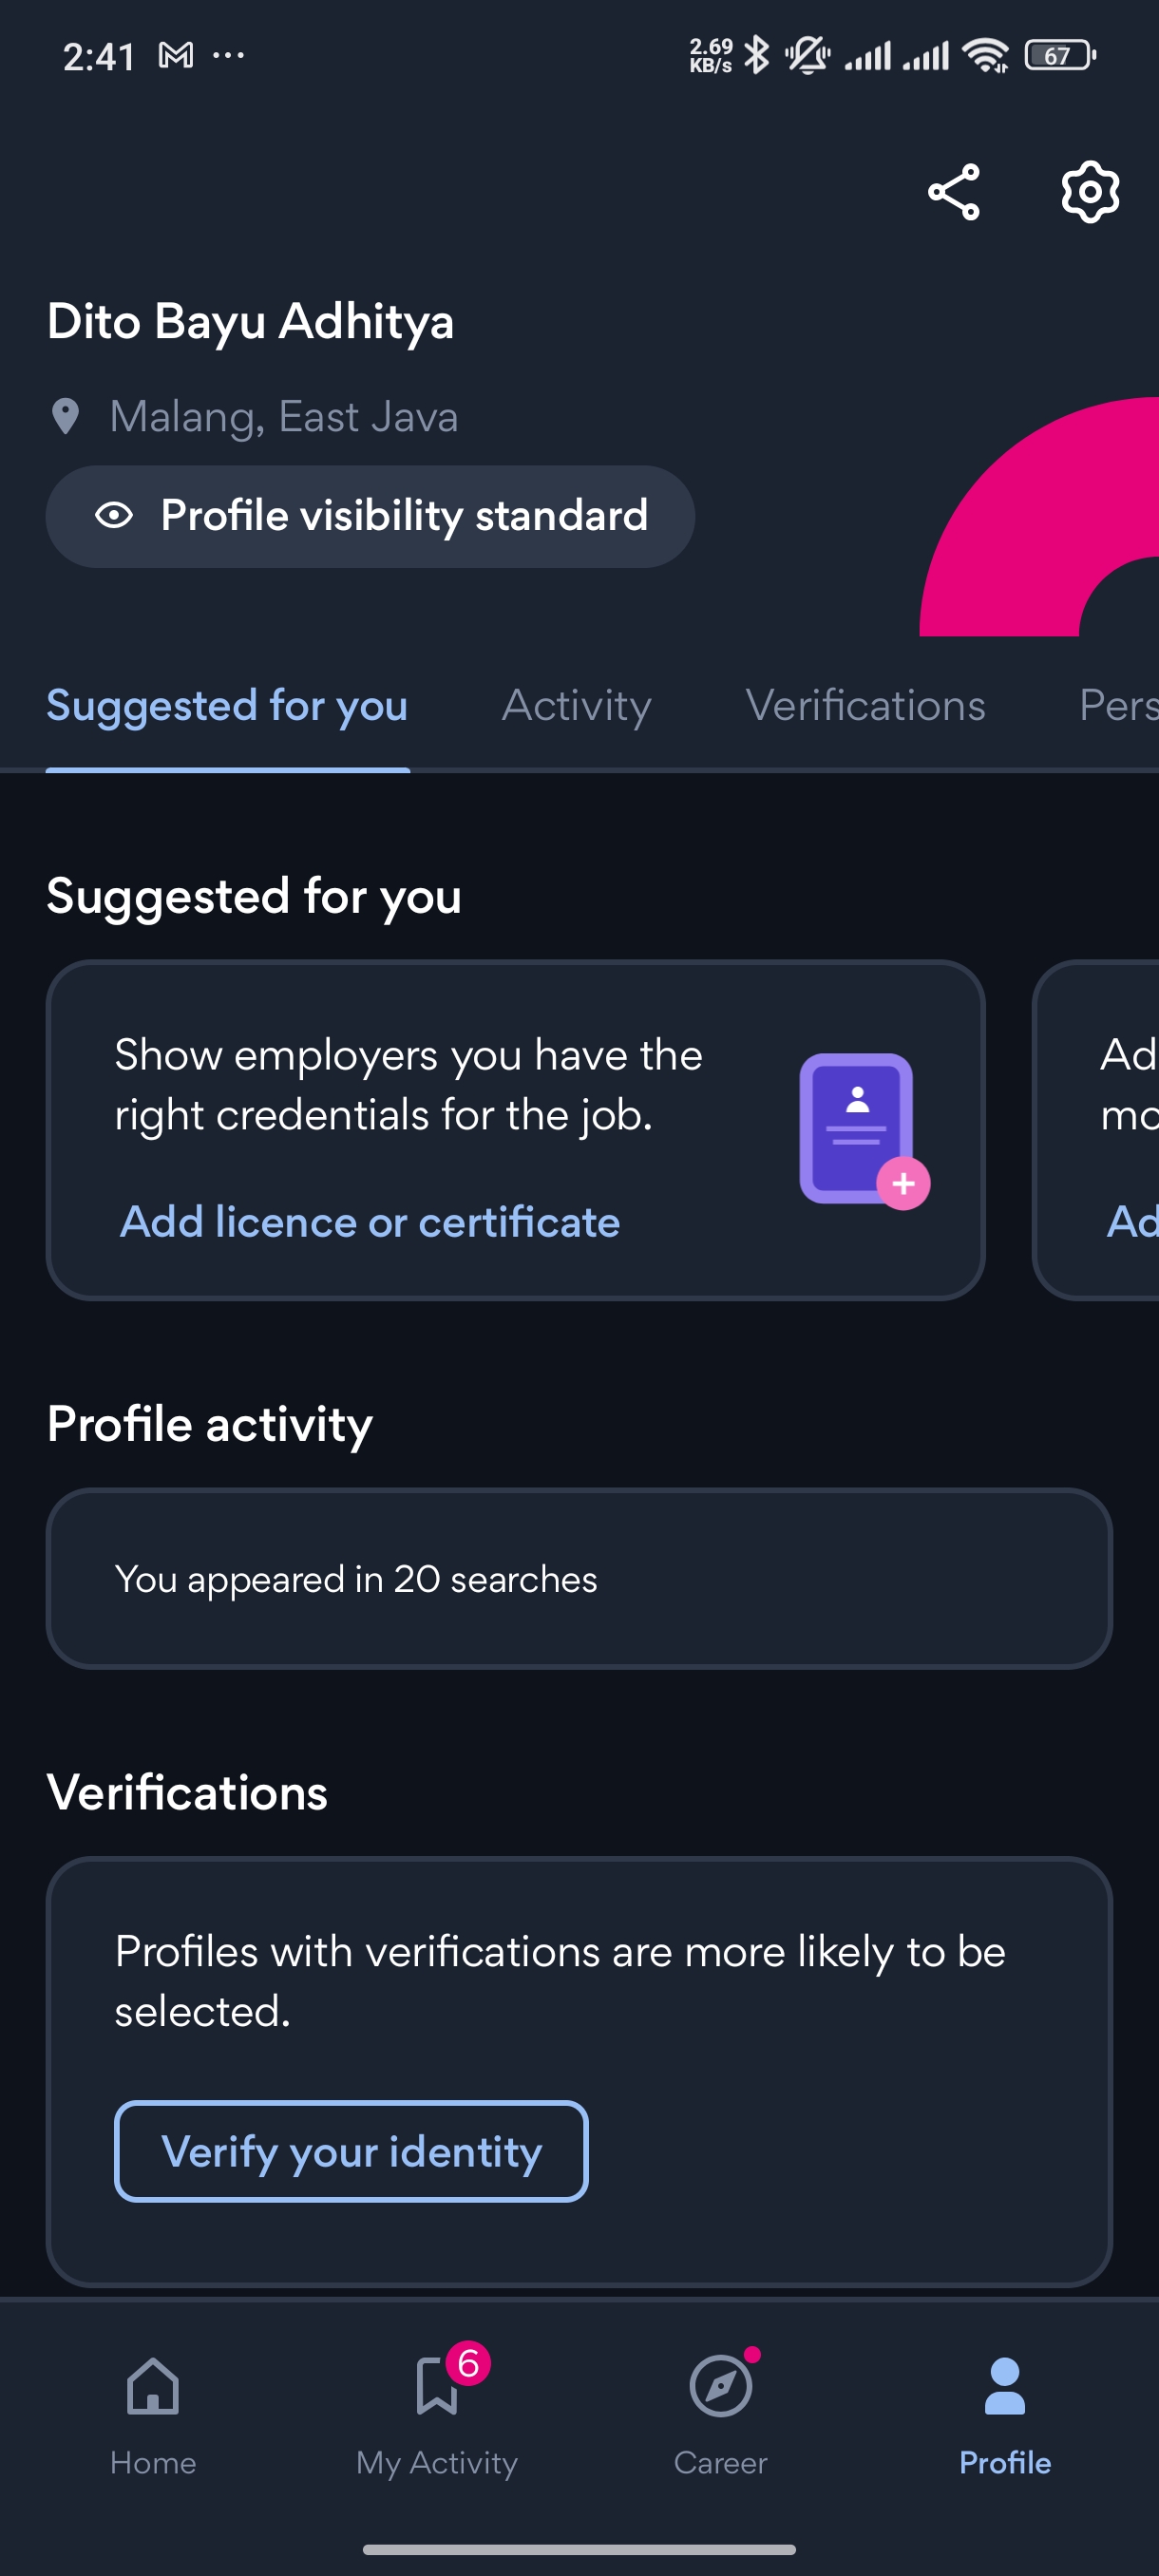 2:41
2.69
KB/s
67
Dito Bayu Adhitya
Malang, East Java
Profile visibility standard
Suggested for you
Activity
Verifications
Pers
Suggested for you
Show employers you have the
right credentials for the job.
Add licence or certificate
Ad
mo
Ad
Profile activity
You appeared in 20 searches
Verifications
Profiles with verifications are more likely to be
selected.
Verify your identity
6
Home
My Activity
Career
Profile